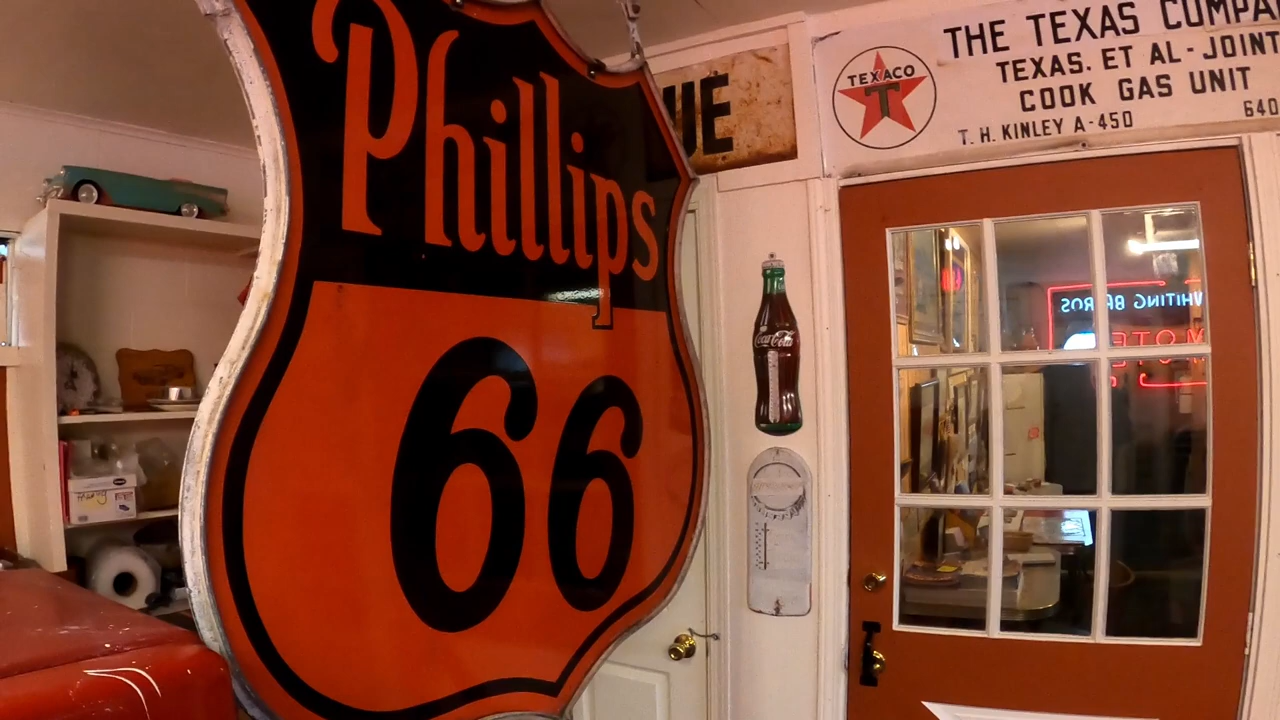 Phillips
66
UE
TEXACO
T
THE TEXAS COMPA
TEXAS. ET AL-JOINT
COOK GAS UNIT
640
T. H. KINLEY A-450
Coca-Cola
WHITING BROS
MOTE